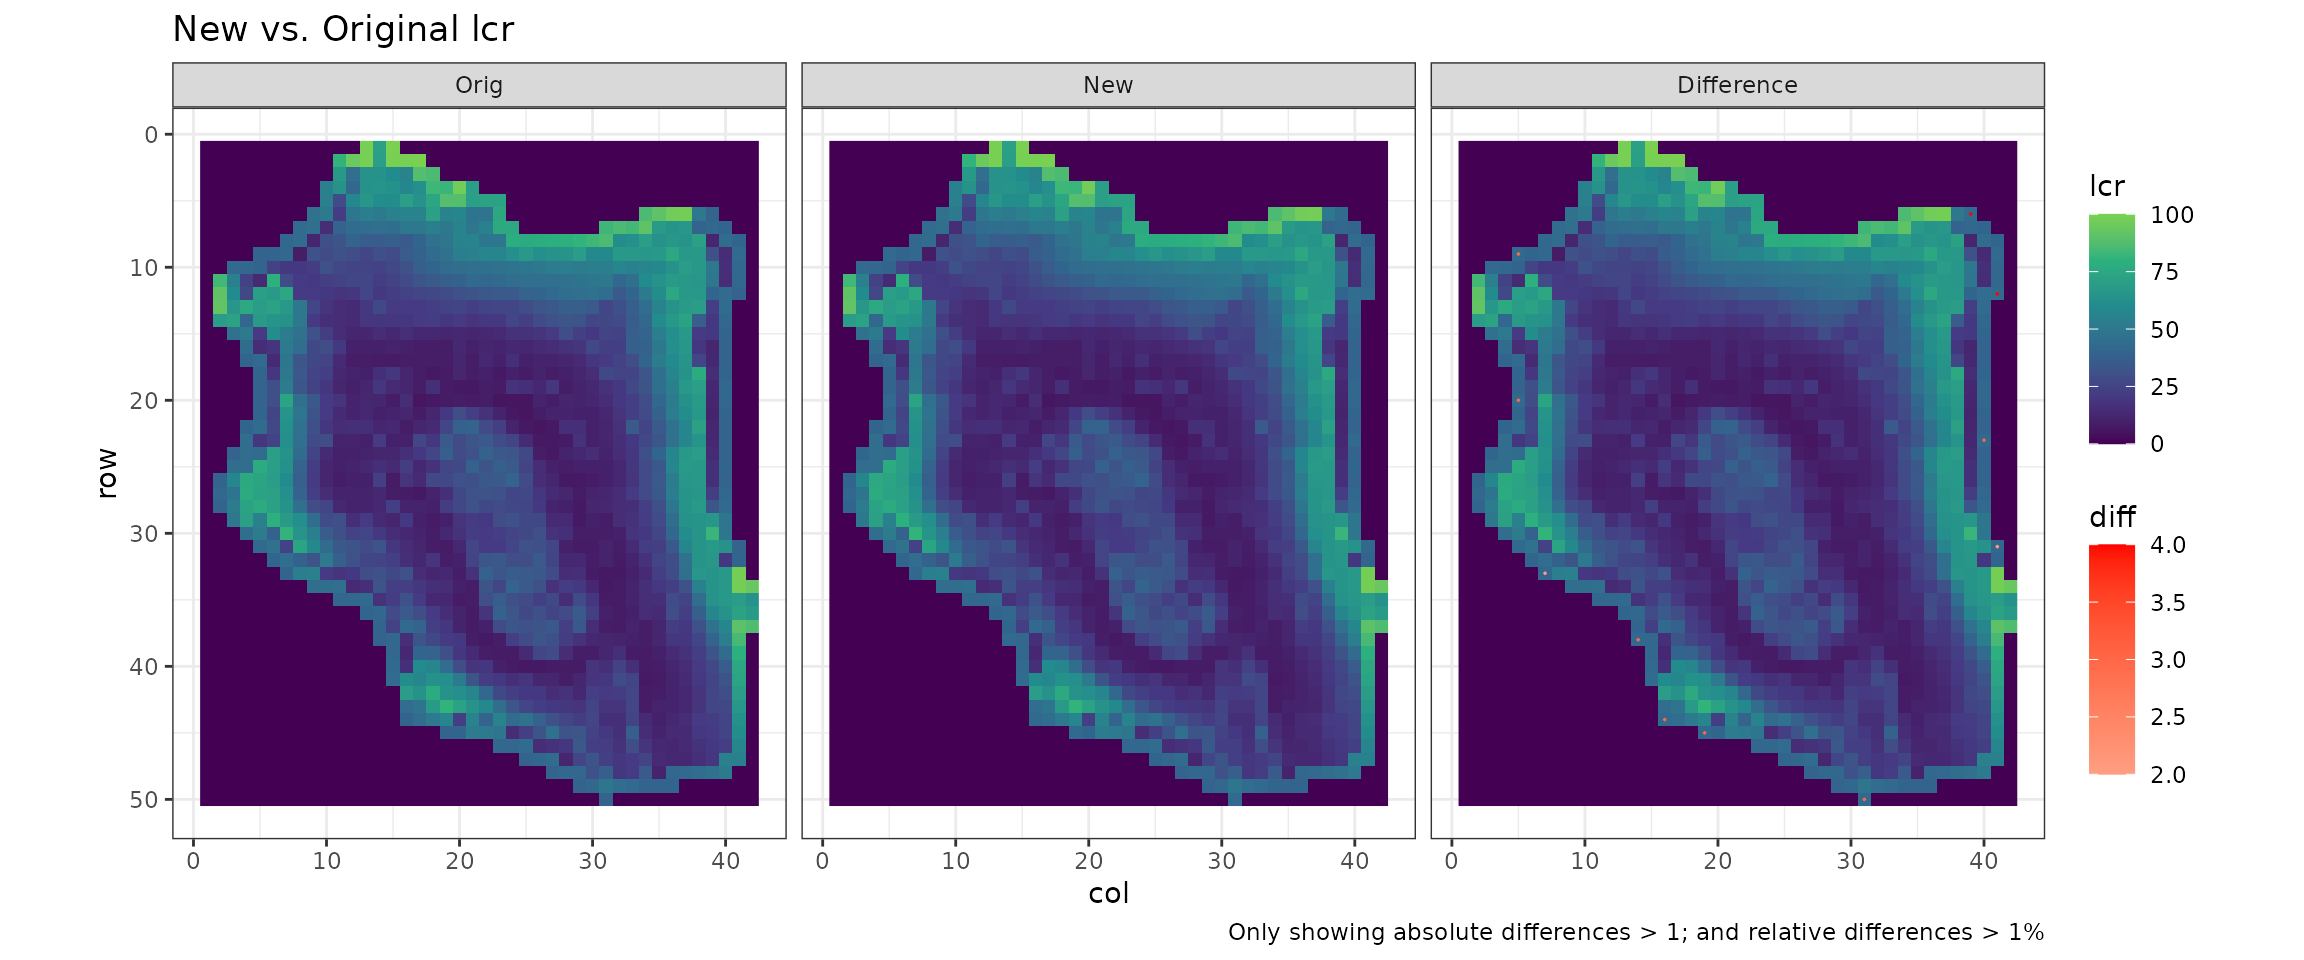 New vs. Original lcr
Orig
New
Difference
0
10
20
30
40
50
row
0 10 20 30 40
0 10 20 30 40
0 10 20 30 40
col
lcr
100
75
50
25
0
diff
4.0
3.5
3.0
2.5
2.0
Only showing absolute differences > 1; and relative differences > 1%